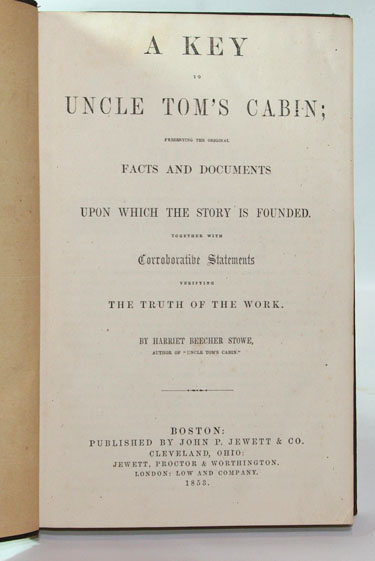 A KEY
TO
UNCLE TOM'S CABIN;
PRESENTING THE ORIGINAL
FACTS AND DOCUMENTS
UPON WHICH THE STORY IS FOUNDED.
TOGETHER WITH
Corroborative Statements
VERIFYING
THE TRUTH OF THE WORK.
BY HARRIET BEECHER STOWE,
AUTHOR OF "UNCLE TOM'S CABIN."
BOSTON:
PUBLISHED BY JOHN P. JEWETT & CO.
CLEVELAND, OHIO:
JEWETT, PROCTOR & WORTHINGTON.
LONDON: LOW AND COMPANY.
1853.